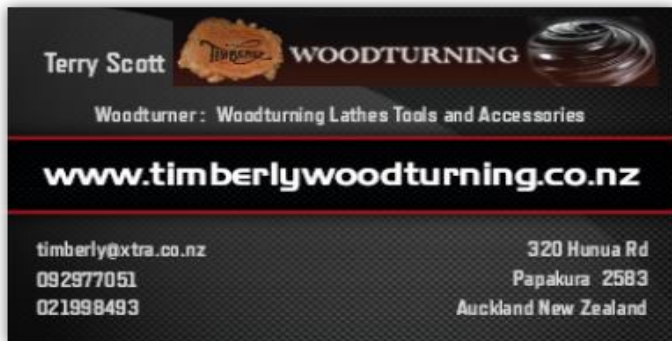 Terry Scott
TIMBERLY WOODTURNING
Woodturner : Woodturning Lathes Tools and Accessories
www.timberlywoodturning.co.nz
timberly@xtra.co.nz
092977051
021998493
320 Hunua Rd
Papakura 2583
Auckland New Zealand